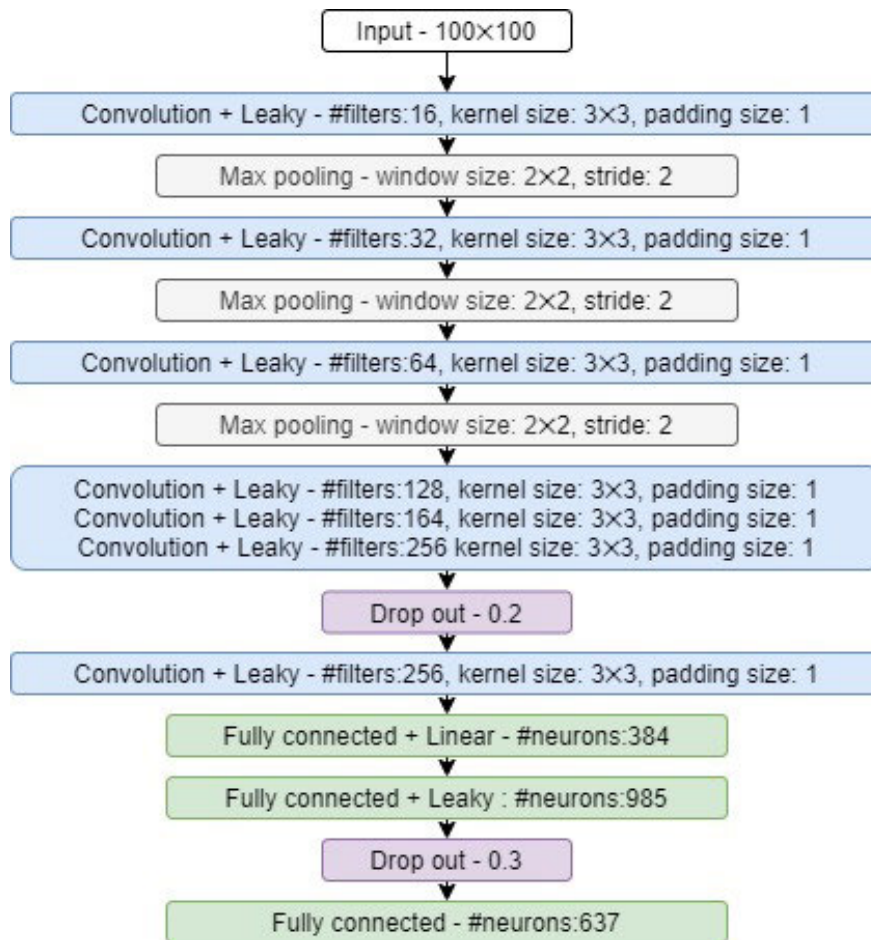 Input - 100×100
Convolution + Leaky - #filters:16, kernel size: 3×3, padding size: 1
Max pooling - window size: 2×2, stride: 2
Convolution + Leaky - #filters:32, kernel size: 3×3, padding size: 1
Max pooling - window size: 2×2, stride: 2
Convolution + Leaky - #filters:64, kernel size: 3×3, padding size: 1
Max pooling - window size: 2×2, stride: 2
Convolution + Leaky - #filters:128, kernel size: 3×3, padding size: 1
Convolution + Leaky - #filters:164, kernel size: 3×3, padding size: 1
Convolution + Leaky - #filters:256 kernel size: 3×3, padding size: 1
Drop out - 0.2
Convolution + Leaky - #filters:256, kernel size: 3×3, padding size: 1
Fully connected + Linear - #neurons:384
Fully connected + Leaky : #neurons:985
Drop out - 0.3
Fully connected - #neurons:637